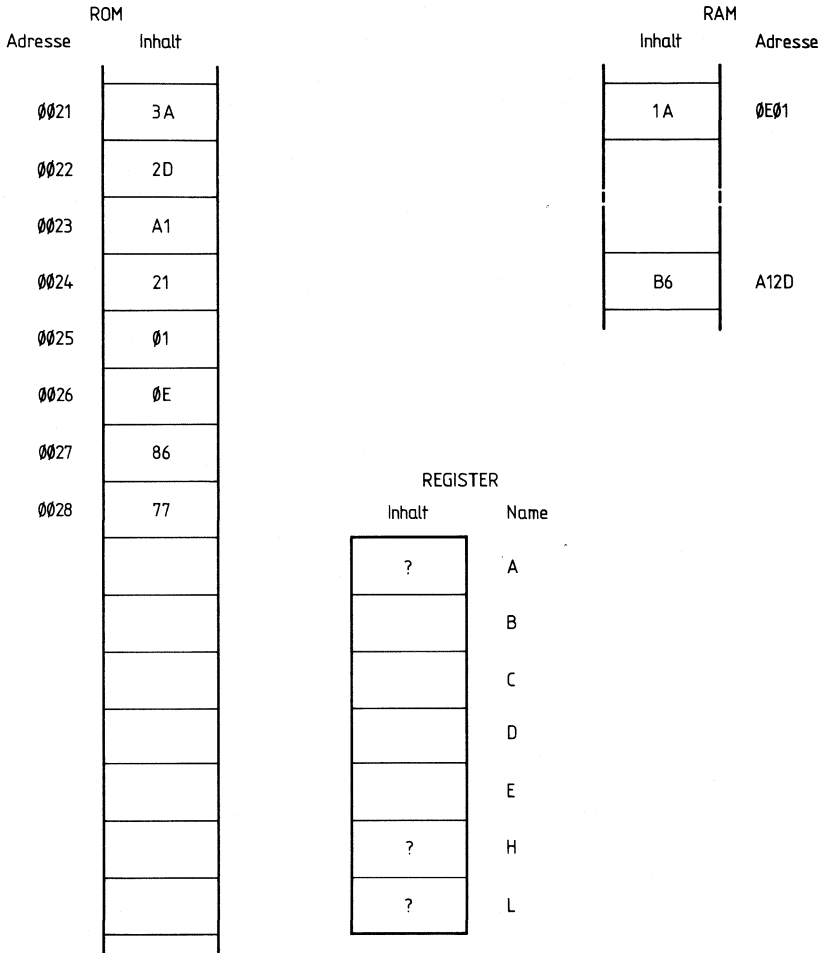 ROM
Adresse Inhalt
ØØ21 3A
ØØ22 2D
ØØ23 A1
ØØ24 21
ØØ25 Ø1
ØØ26 ØE
ØØ27 86
ØØ28 77
RAM
Inhalt Adresse
1A ØEØ1
B6 A12D
REGISTER
Inhalt Name
? A
B
C
D
E
? H
? L